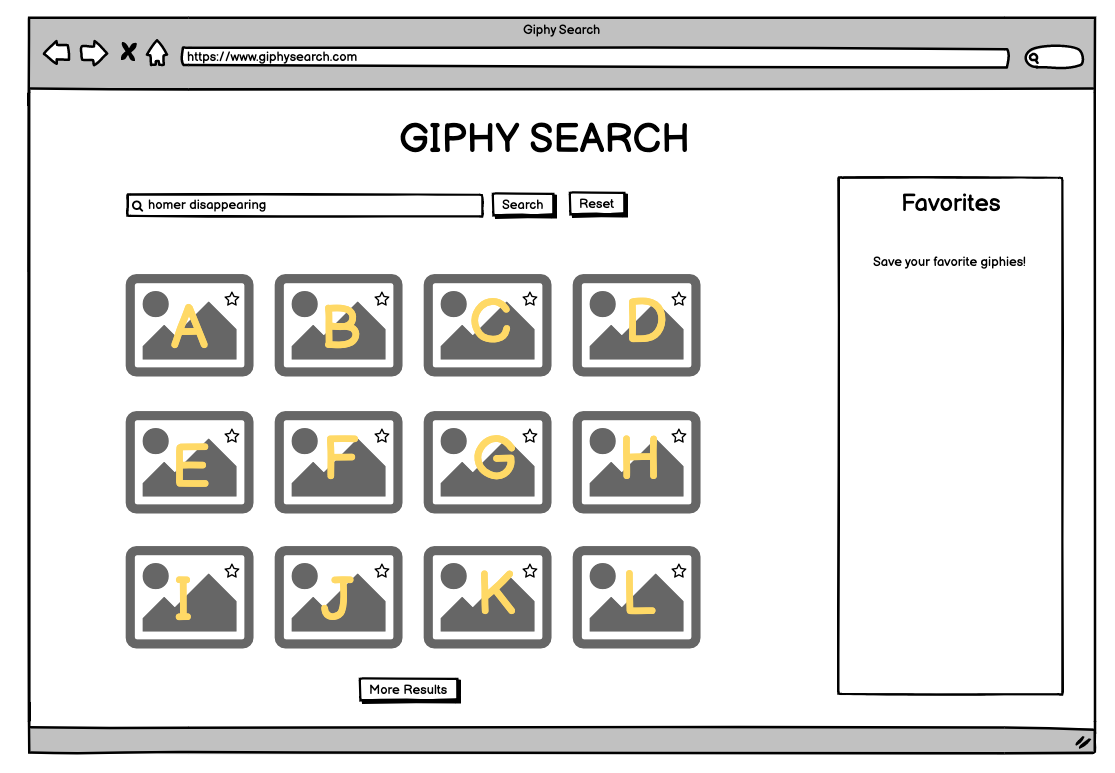 Giphy Search
https://www.giphysearch.com
GIPHY SEARCH
homer disappearing
Search
Reset
A
B
C
D
E
F
G
H
I
J
K
L
More Results
Favorites
Save your favorite giphies!